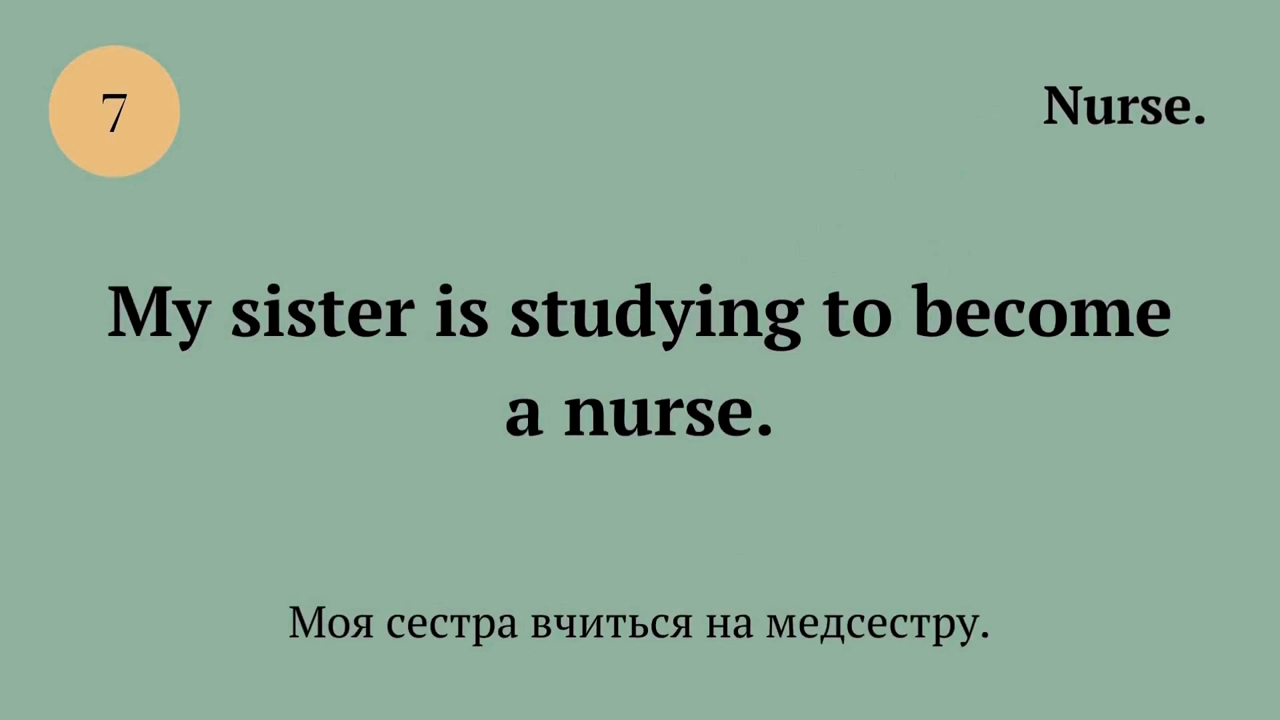 7
Nurse.
My sister is studying to become
a nurse.
Моя сестра вчиться на медсестру.